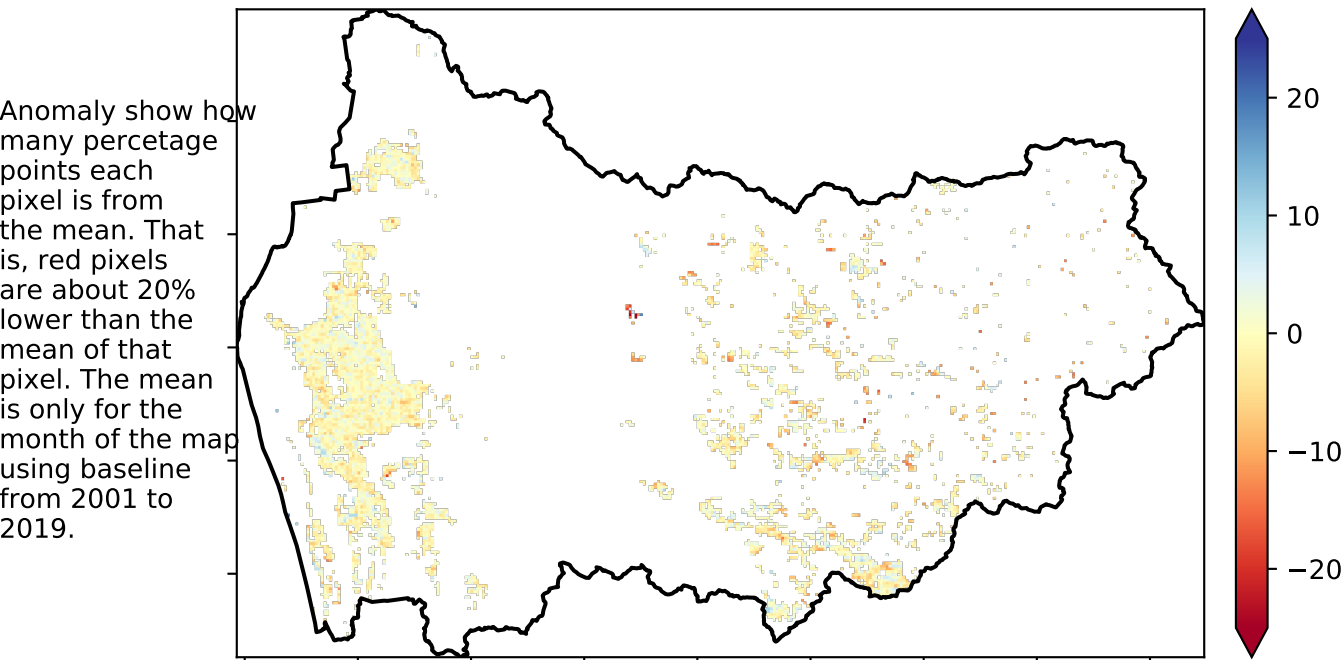 Anomaly show how
many percetage
points each
pixel is from
the mean. That
is, red pixels
are about 20%
lower than the
mean of that
pixel. The mean
is only for the
month of the map
using baseline
from 2001 to
2019.
20
10
0
−10
−20